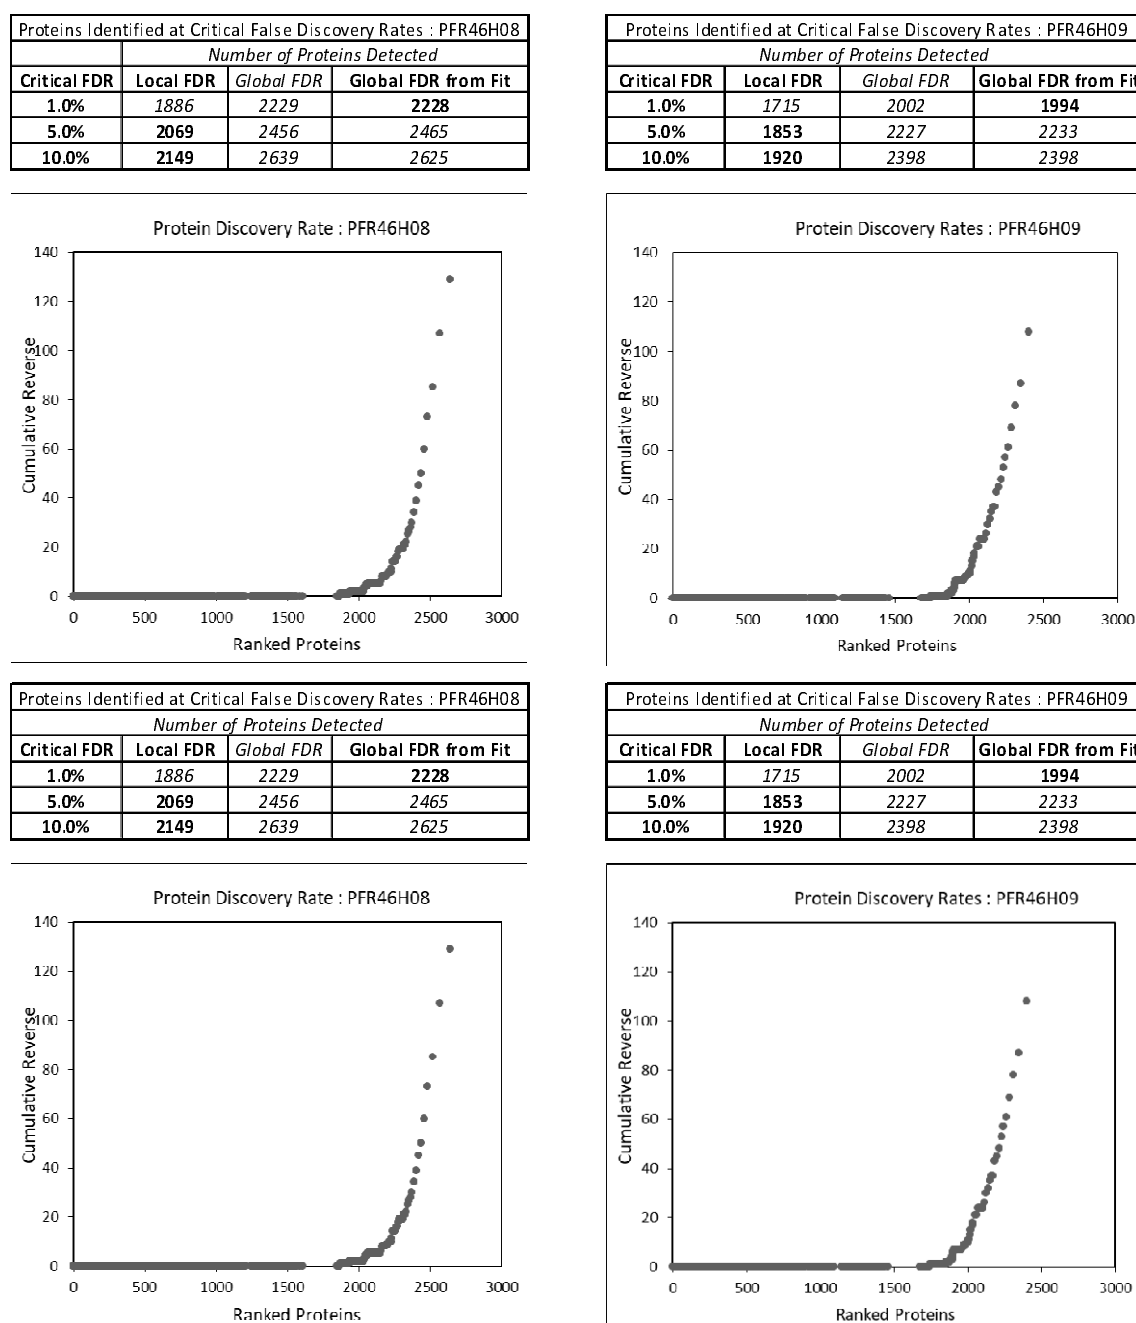 Proteins Identified at Critical False Discovery Rates : PFR46H08
Number of Proteins Detected
Critical FDR Local FDR Global FDR Global FDR from Fit
1.0% 1886 2229 2228
5.0% 2069 2456 2465
10.0% 2149 2639 2625
Proteins Identified at Critical False Discovery Rates : PFR46H09
Number of Proteins Detected
Critical FDR Local FDR Global FDR Global FDR from Fit
1.0% 1715 2002 1994
5.0% 1853 2227 2233
10.0% 1920 2398 2398
Protein Discovery Rate : PFR46H08
Cumulative Reverse
140
120
100
80
60
40
20
0
0 500 1000 1500 2000 2500 3000
Ranked Proteins
Protein Discovery Rates : PFR46H09
Cumulative Reverse
140
120
100
80
60
40
20
0
0 500 1000 1500 2000 2500 3000
Ranked Proteins
Proteins Identified at Critical False Discovery Rates : PFR46H08
Number of Proteins Detected
Critical FDR Local FDR Global FDR Global FDR from Fit
1.0% 1886 2229 2228
5.0% 2069 2456 2465
10.0% 2149 2639 2625
Proteins Identified at Critical False Discovery Rates : PFR46H09
Number of Proteins Detected
Critical FDR Local FDR Global FDR Global FDR from Fit
1.0% 1715 2002 1994
5.0% 1853 2227 2233
10.0% 1920 2398 2398
Protein Discovery Rate : PFR46H08
Cumulative Reverse
140
120
100
80
60
40
20
0
0 500 1000 1500 2000 2500 3000
Ranked Proteins
Protein Discovery Rates : PFR46H09
Cumulative Reverse
140
120
100
80
60
40
20
0
0 500 1000 1500 2000 2500 3000
Ranked Proteins